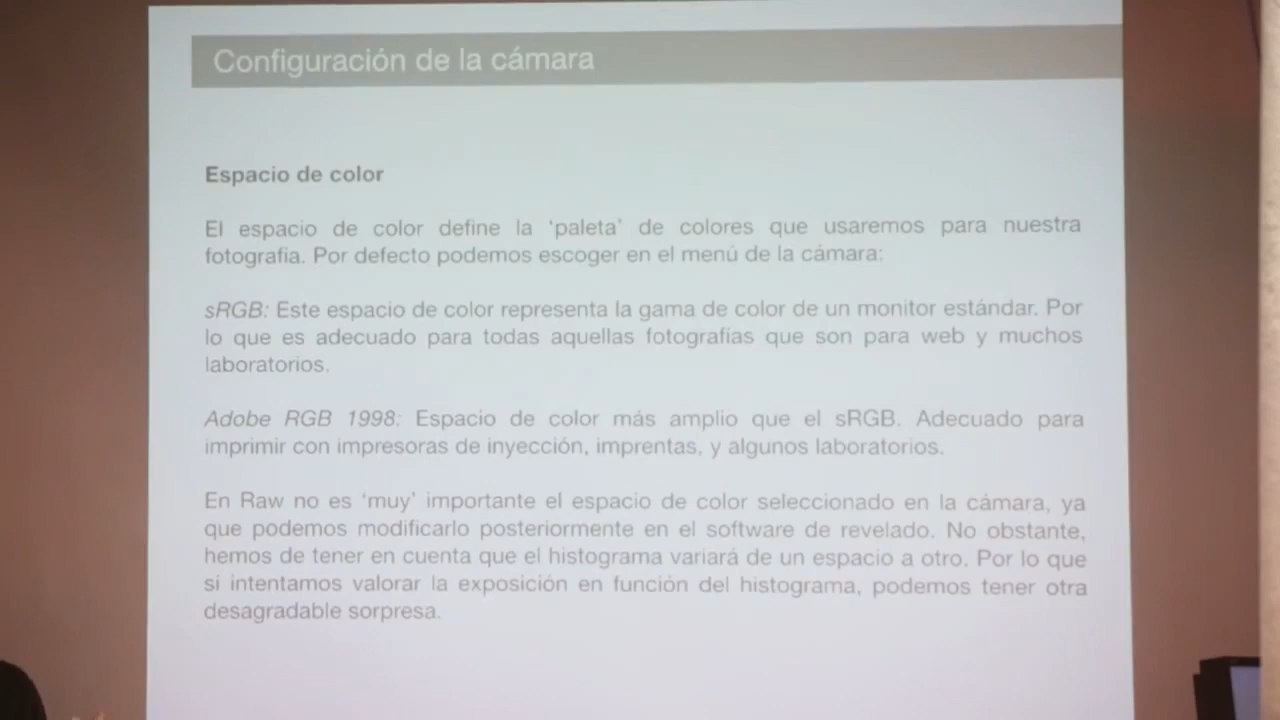 Configuración de la cámara
Espacio de color
El espacio de color define la ‘paleta’ de colores que usaremos para nuestra
fotografía. Por defecto podemos escoger en el menú de la cámara:
sRGB: Este espacio de color representa la gama de color de un monitor estándar. Por
lo que es adecuado para todas aquellas fotografías que son para web y muchos
laboratorios.
Adobe RGB 1998: Espacio de color más amplio que el sRGB. Adecuado para
imprimir con impresoras de inyección, imprentas, y algunos laboratorios.
En Raw no es ‘muy’ importante el espacio de color seleccionado en la cámara, ya
que podemos modificarlo posteriormente en el software de revelado. No obstante,
hemos de tener en cuenta que el histograma variará de un espacio a otro. Por lo que
si intentamos valorar la exposición en función del histograma, podemos tener otra
desagradable sorpresa.